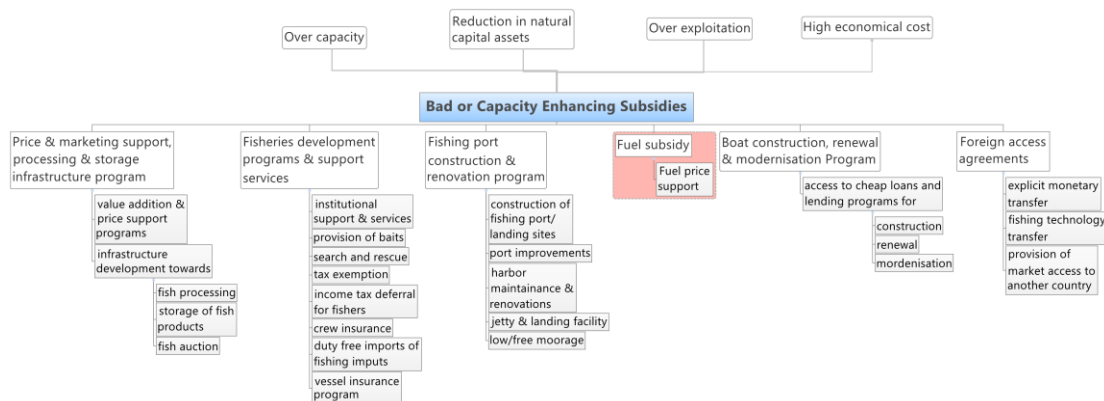 Over capacity
Reduction in natural
capital assets
Over exploitation
High economical cost
Bad or Capacity Enhancing Subsidies
Price & marketing support,
processing & storage
infrastructure program
value addition &
price support
programs
infrastructure
development towards
fish processing
storage of fish
products
fish auction
Fisheries development
programs & support
services
institutional
support & services
provision of baits
search and rescue
tax exemption
income tax deferral
for fishers
crew insurance
duty free imports of
fishing imputs
vessel insurance
program
Fishing port
construction &
renovation program
construction of
fishing port/
landing sites
port improvements
harbor
maintainance &
renovations
jetty & landing facility
low/free moorage
Fuel subsidy
Fuel price
support
Boat construction, renewal
& modernisation Program
access to cheap loans and
lending programs for
construction
renewal
mordenisation
Foreign access
agreements
explicit monetary
transfer
fishing technology
transfer
provision of
market access to
another country